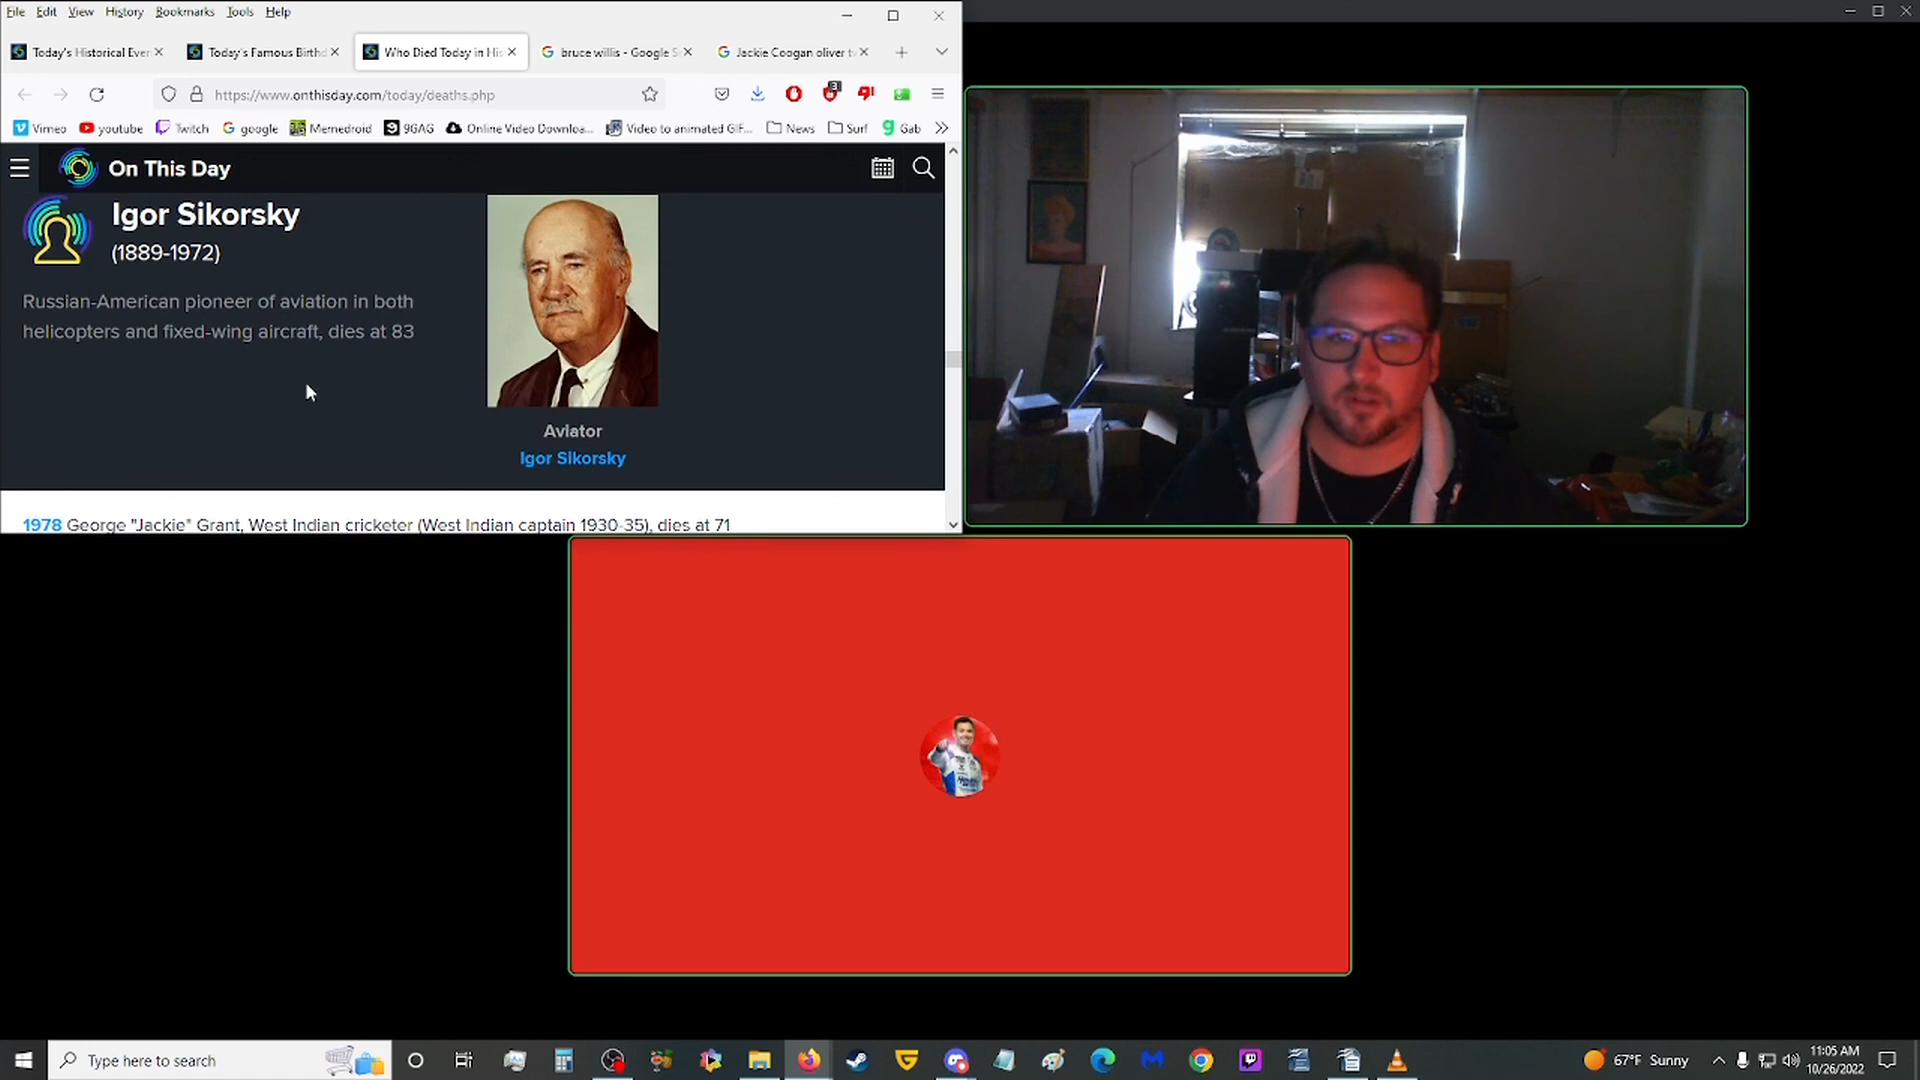 File Edit View History Bookmarks Tools Help
Today's Historical Even
Today's Famous Birthd
Who Died Today in His
bruce willis - Google S
Jackie Coogan oliver tw
https://www.onthisday.com/today/deaths.php
3
Vimeo
youtube
Twitch
google
Memedroid
9GAG
Online Video Downloa...
Video to animated GIF...
News
Surf
Gab
On This Day
Igor Sikorsky
(1889-1972)
Russian-American pioneer of aviation in both
helicopters and fixed-wing aircraft, dies at 83
Aviator
Igor Sikorsky
1978 George "Jackie" Grant, West Indian cricketer (West Indian captain 1930-35), dies at 71
Type here to search
67°F Sunny
11:05 AM
10/26/2022